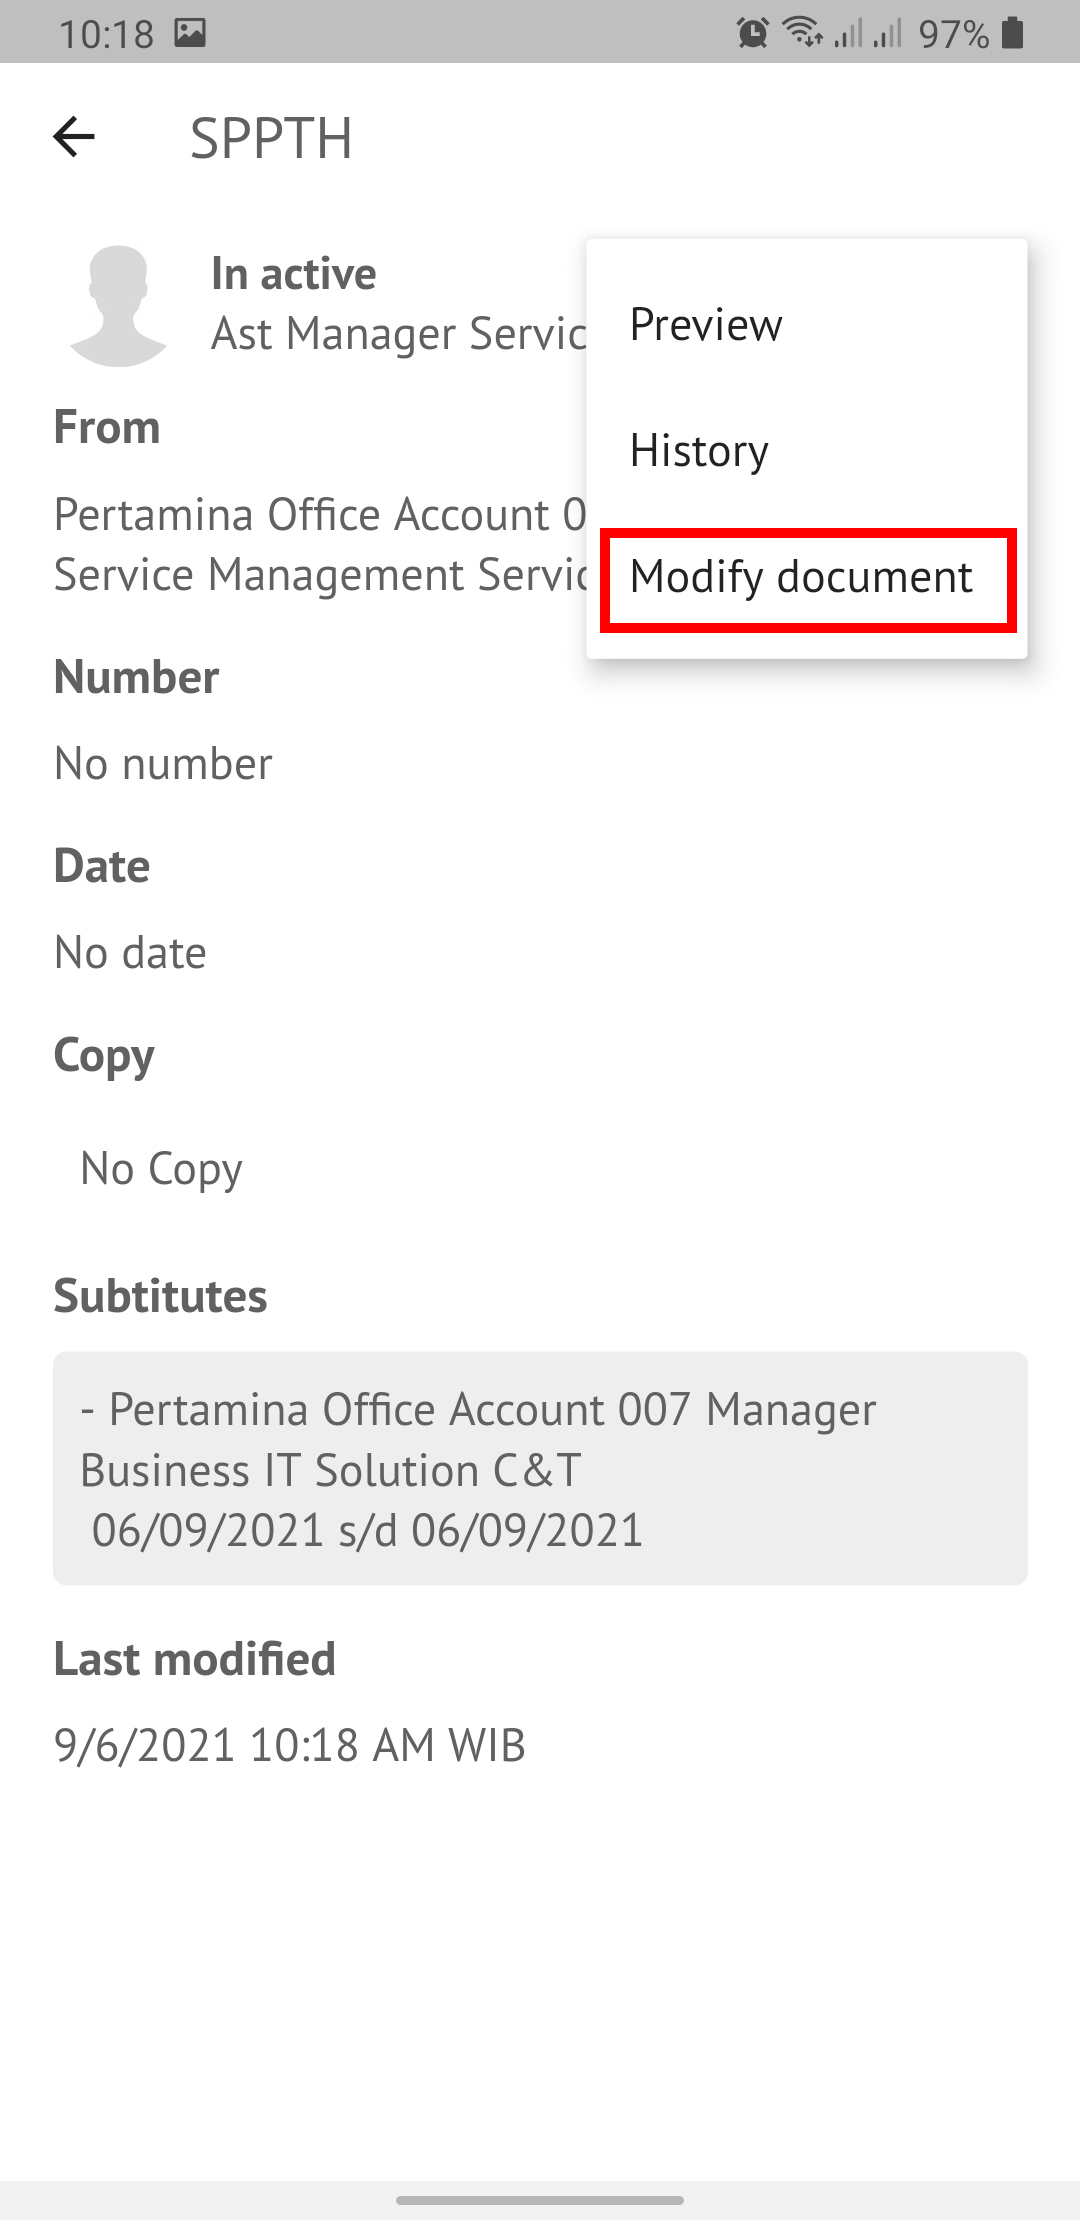 10:18 97%
SPPTH
In active
Ast Manager Servic
Preview
History
Modify document
From
Pertamina Office Account 0
Service Management Servic
Number
No number
Date
No date
Copy
No Copy
Subtitutes
- Pertamina Office Account 007 Manager
Business IT Solution C&T
06/09/2021 s/d 06/09/2021
Last modified
9/6/2021 10:18 AM WIB